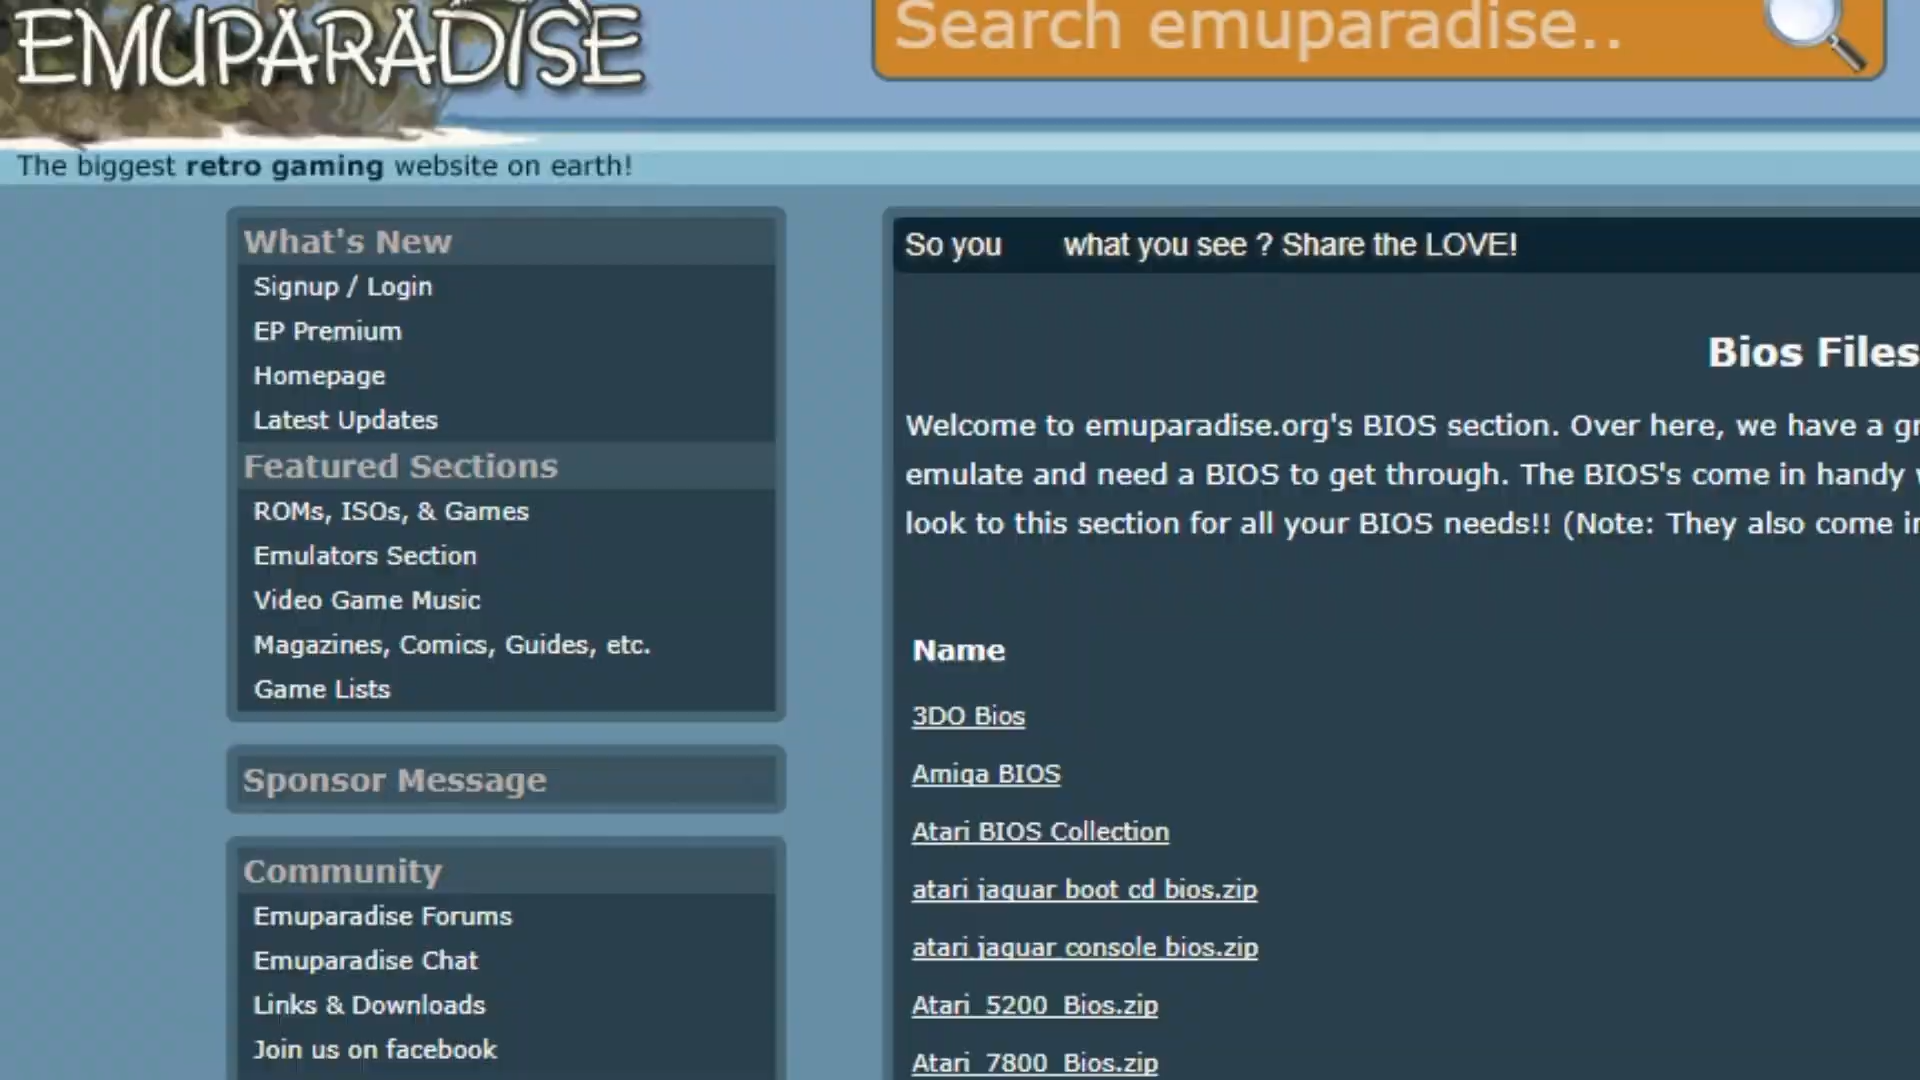 EMUPARADISE
Search emuparadise..
The biggest retro gaming website on earth!
What's New
Signup / Login
EP Premium
Homepage
Latest Updates
Featured Sections
ROMs, ISOs, & Games
Emulators Section
Video Game Music
Magazines, Comics, Guides, etc.
Game Lists
Sponsor Message
Community
Emuparadise Forums
Emuparadise Chat
Links & Downloads
Join us on facebook
So you what you see ? Share the LOVE!
Bios Files
Welcome to emuparadise.org's BIOS section. Over here, we have a
emulate and need a BIOS to get through. The BIOS's come in handy
look to this section for all your BIOS needs!! (Note: They also come
Name
3DO Bios
Amiga BIOS
Atari BIOS Collection
atari jaguar boot cd bios.zip
atari jaguar console bios.zip
Atari_5200_Bios.zip
Atari_7800_Bios.zip